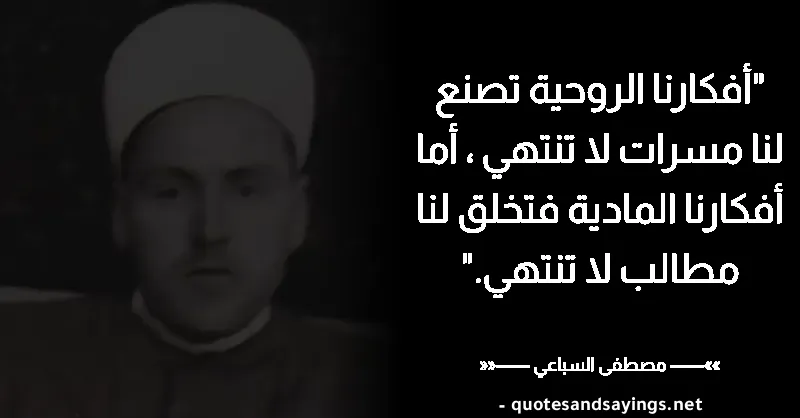 "أفكارنا الروحية تصنع
لنا مسرات لا تنتهي ، أما
أفكارنا المادية فتخلق لنا
مطالب لا تنتهي."
»»—— مصطفى السباعي ——««
- quotesandsayings.net